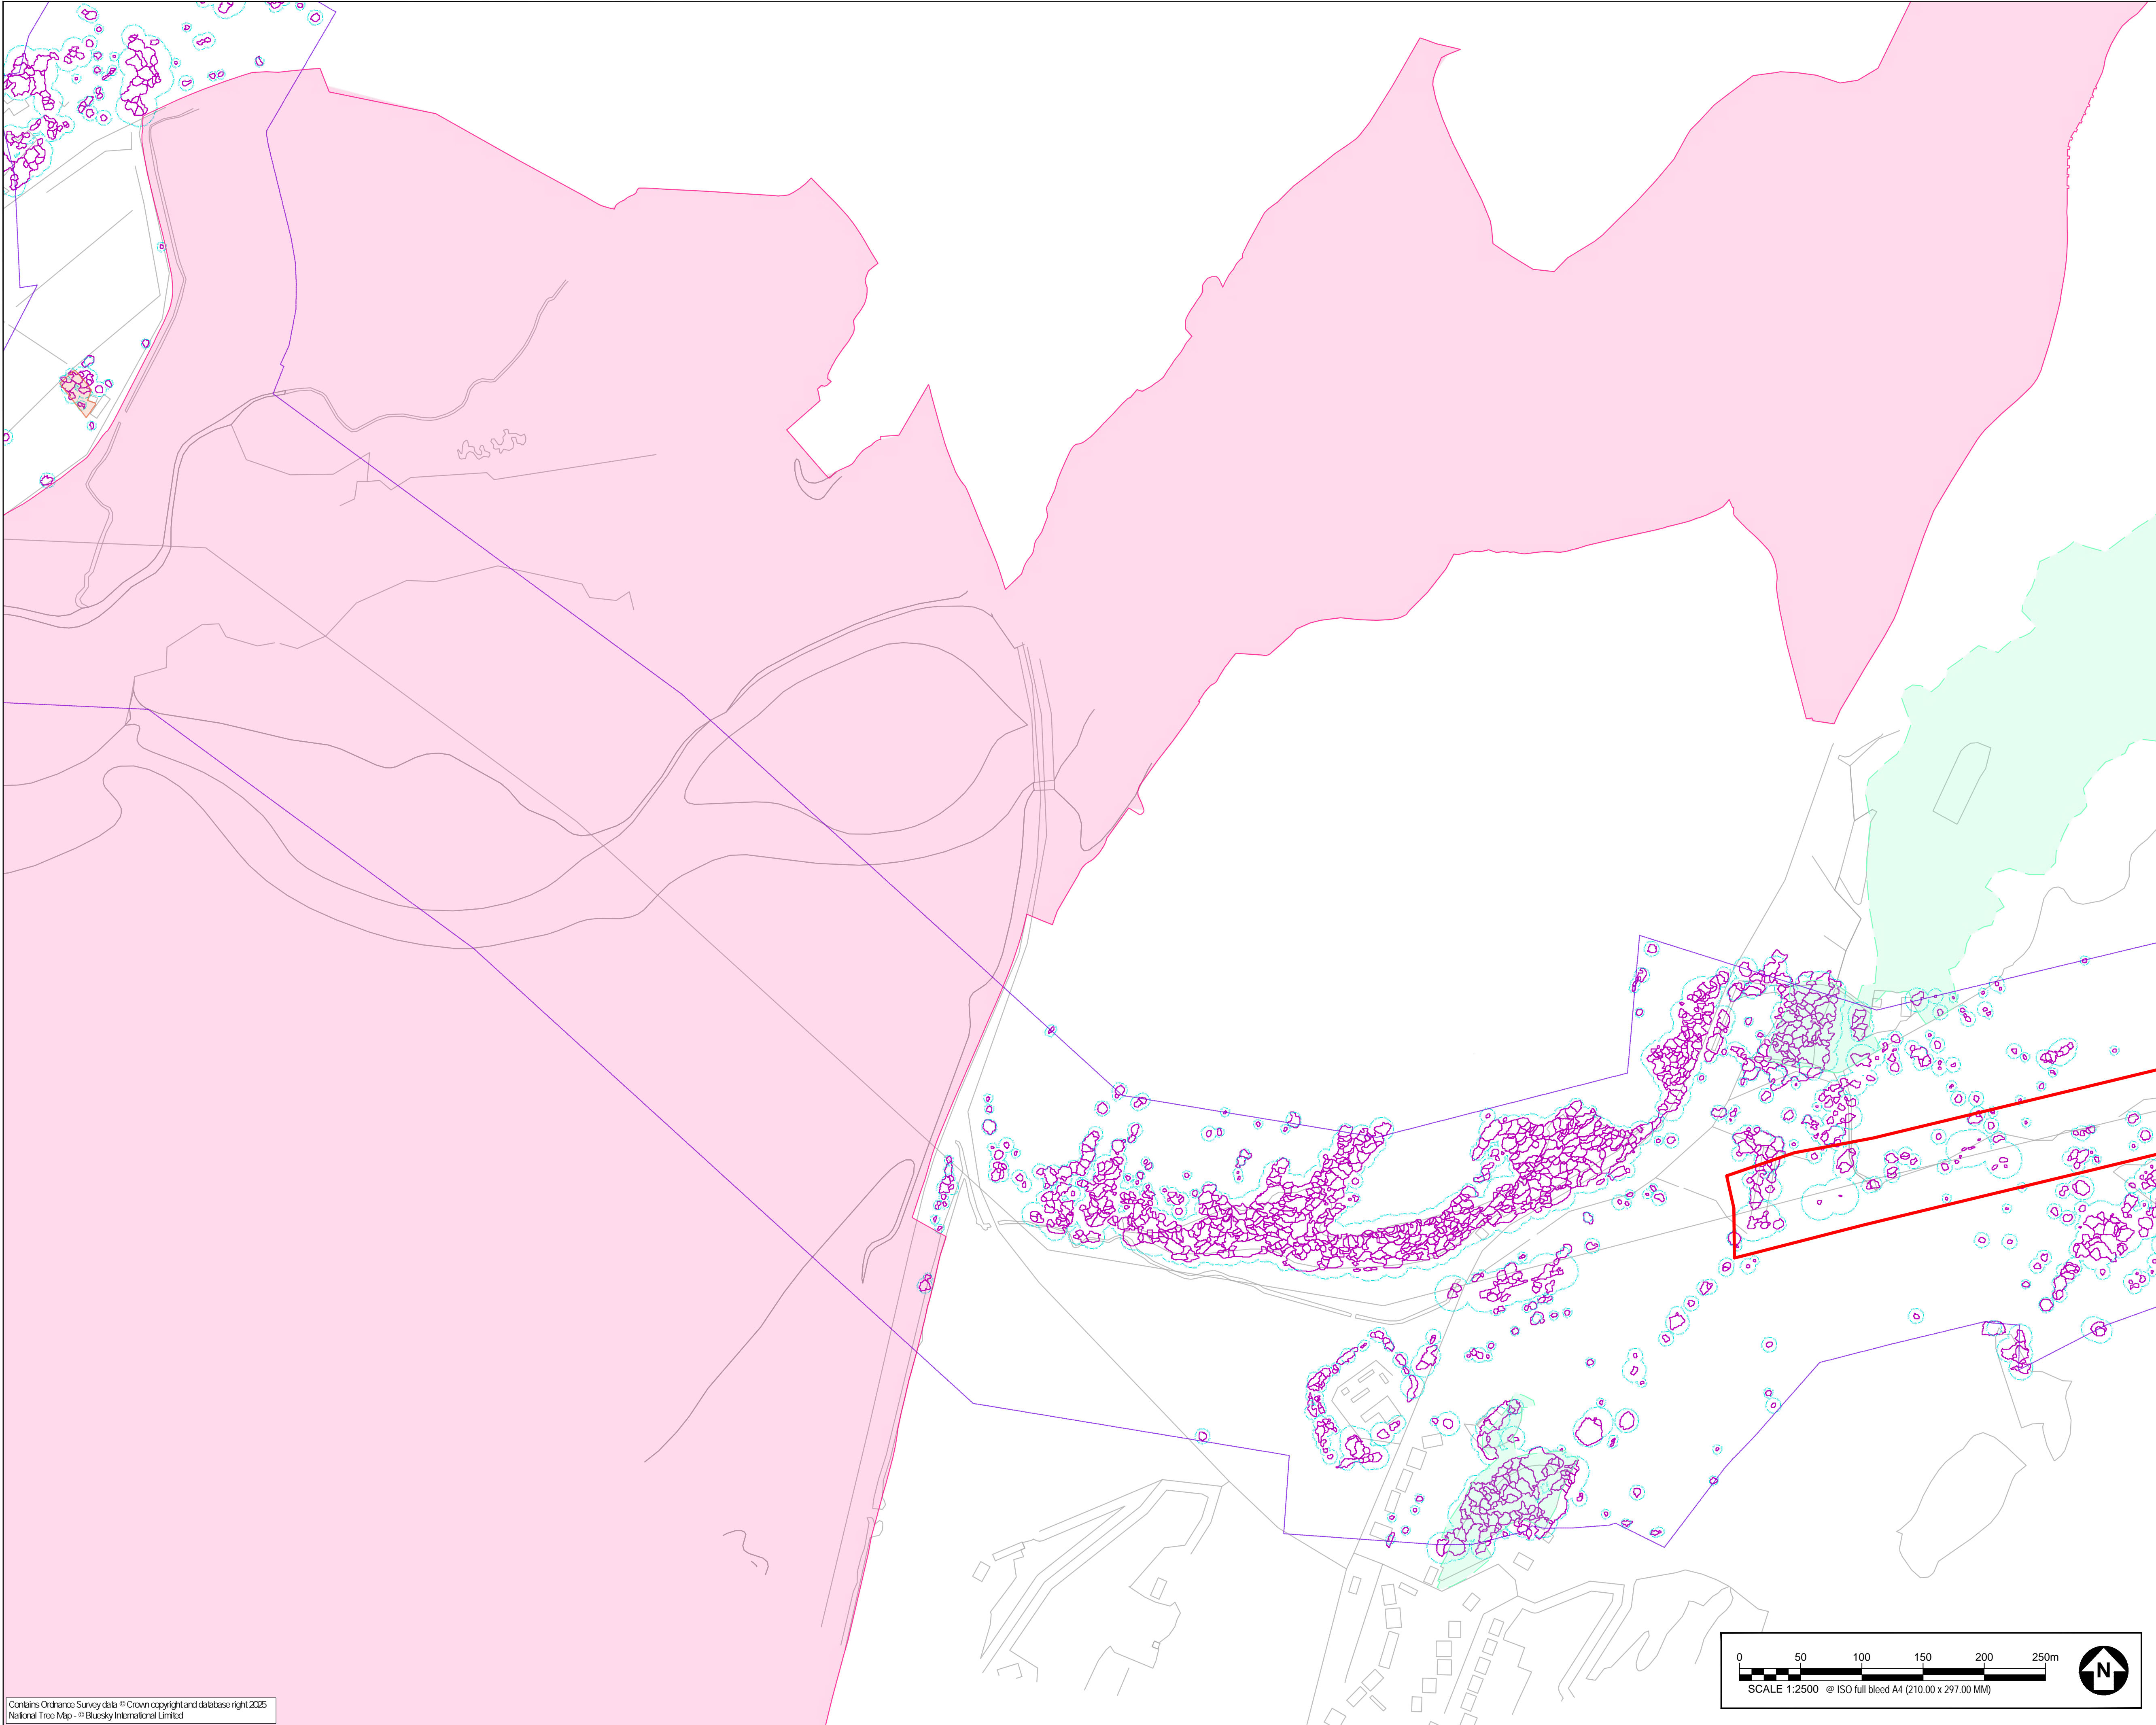 0 50 100 150 200 250m
SCALE 1:2500 @ ISO full bleed A4 (210.00 x 297.00 MM)
N
Contains Ordnance Survey data © Crown copyright and database right 2025
National Tree Map - © Bluesky International Limited